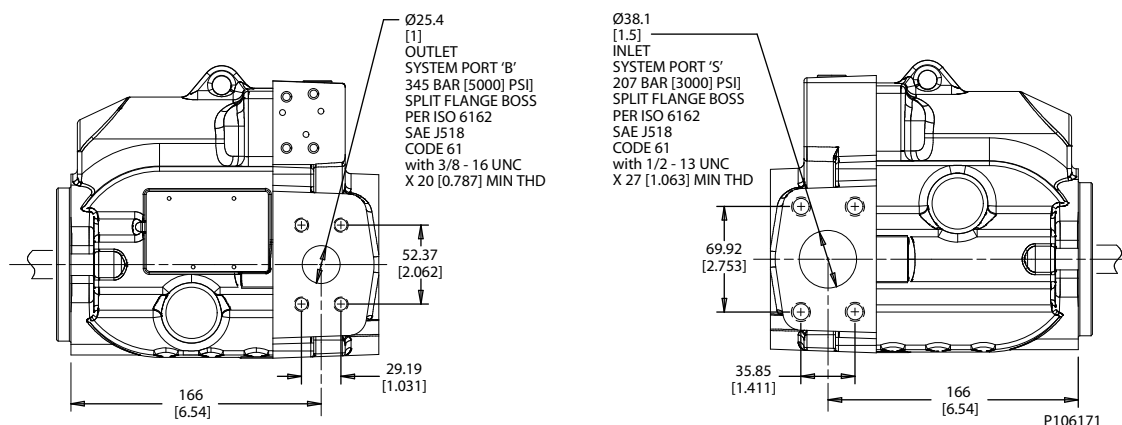 Ø25.4
[1]
OUTLET
SYSTEM PORT ‘B’
345 BAR [5000] PSI]
SPLIT FLANGE BOSS
PER ISO 6162
SAE J518
CODE 61
with 3/8 - 16 UNC
X 20 [0.787] MIN THD
52.37
[2.062]
29.19
[1.031]
166
[6.54]
Ø38.1
[1.5]
INLET
SYSTEM PORT ‘S’
207 BAR [3000] PSI]
SPLIT FLANGE BOSS
PER ISO 6162
SAE J518
CODE 61
with 1/2 - 13 UNC
X 27 [1.063] MIN THD
69.92
[2.753]
35.85
[1.411]
166
[6.54]
P106171